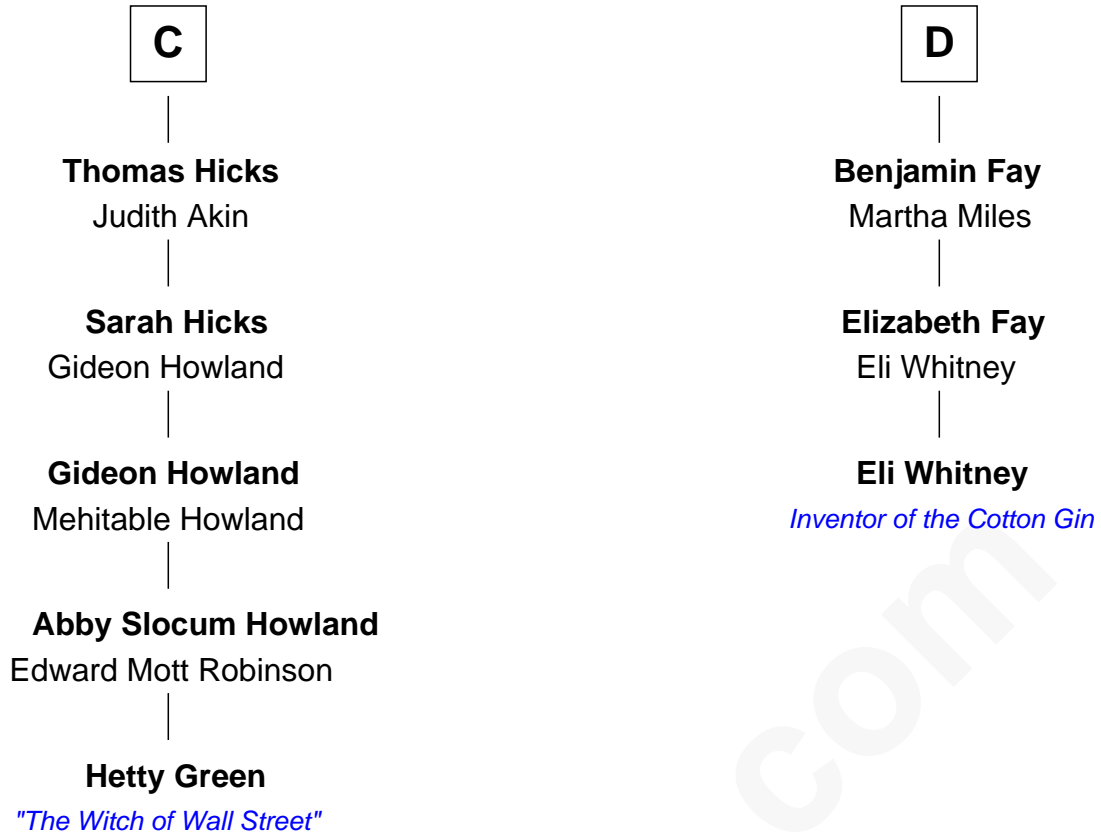 C
Thomas Hicks
Judith Akin
Sarah Hicks
Gideon Howland
Gideon Howland
Mehitable Howland
Abby Slocum Howland
Edward Mott Robinson
Hetty Green
"The Witch of Wall Street"
D
Benjamin Fay
Martha Miles
Elizabeth Fay
Eli Whitney
Eli Whitney
Inventor of the Cotton Gin
com